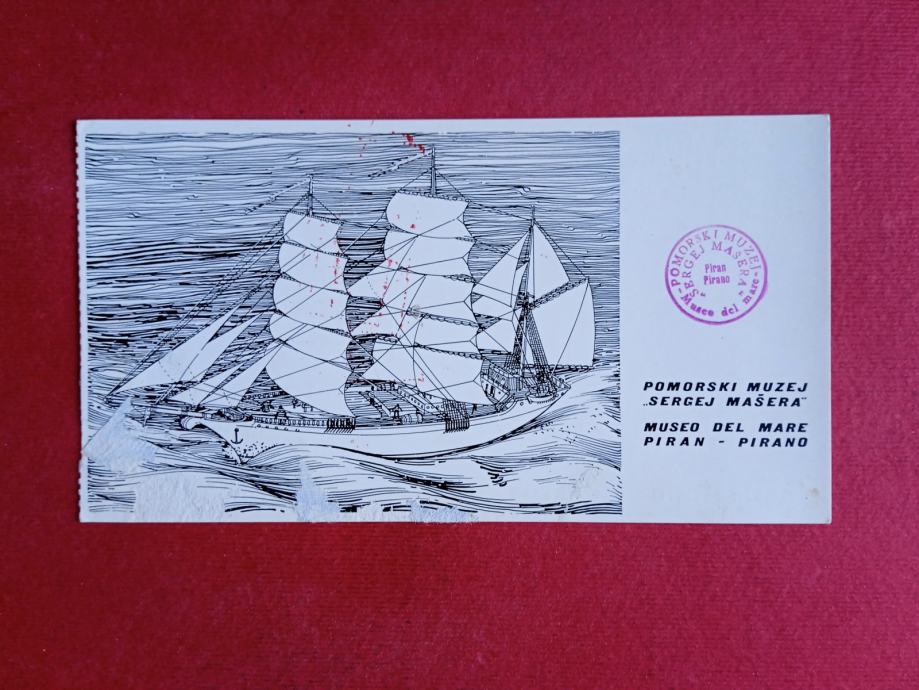 POMORSKI MUZEJ
"SERGEJ MAŠERA"
Piran
Pirano
Museo del mare
POMORSKI MUZEJ
„SERGEJ MAŠERA"
MUSEO DEL MARE
PIRAN - PIRANO